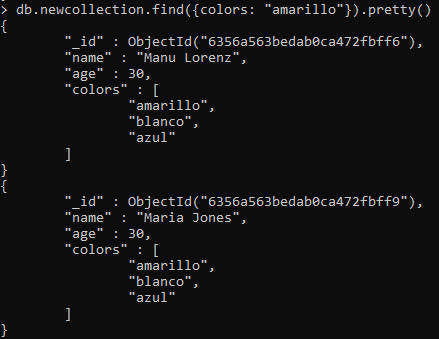 > db.newcollection.find({colors: "amarillo"}).pretty()
{
        "_id" : ObjectId("6356a563bedab0ca472fbff6"),
        "name" : "Manu Lorenz",
        "age" : 30,
        "colors" : [
                "amarillo",
                "blanco",
                "azul"
        ]
}
{
        "_id" : ObjectId("6356a563bedab0ca472fbff9"),
        "name" : "Maria Jones",
        "age" : 30,
        "colors" : [
                "amarillo",
                "blanco",
                "azul"
        ]
}